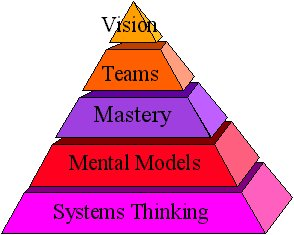 Vision
Teams
Mastery
Mental Models
Systems Thinking